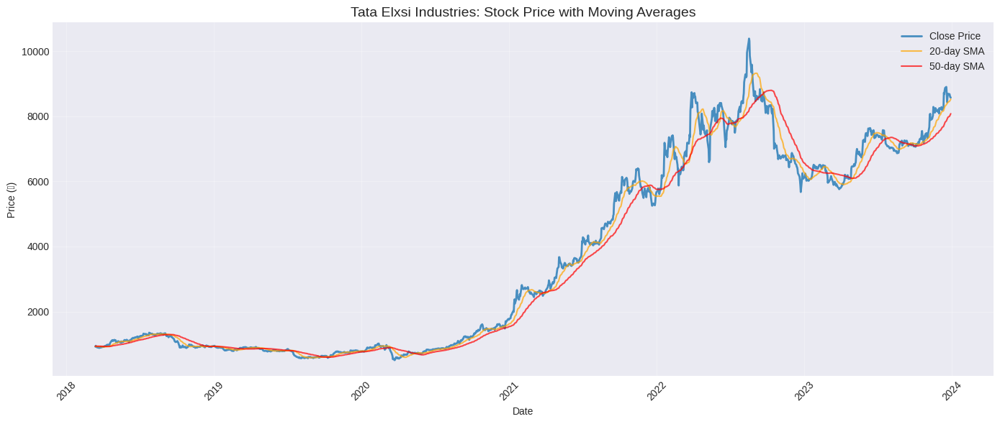 Tata Elxsi Industries: Stock Price with Moving Averages
Close Price
20-day SMA
50-day SMA
Price (▯)
10000
8000
6000
4000
2000
2018
2019
2020
2021
2022
2023
2024
Date